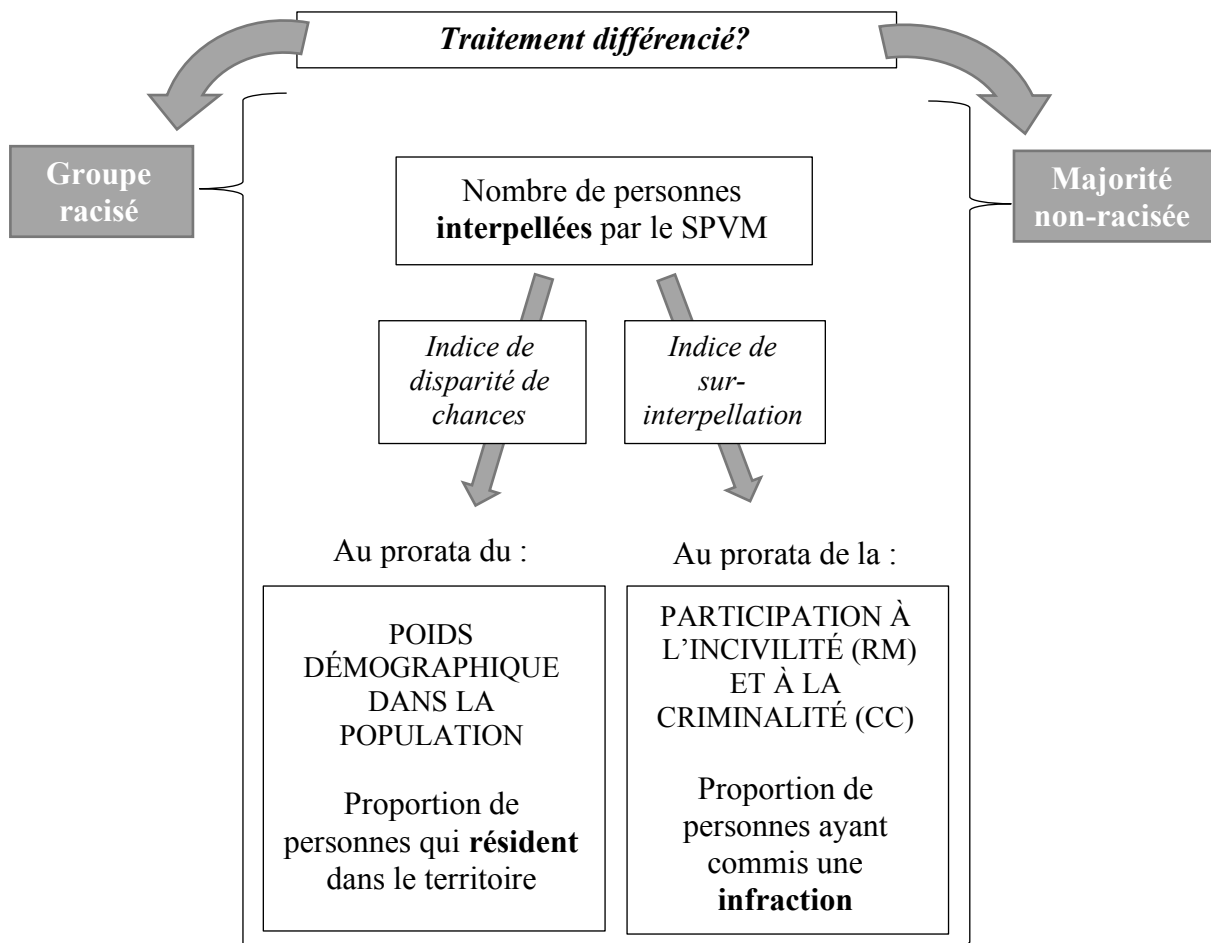 Traitement différencié?
Groupe
racisé
Majorité
non-racisée
Nombre de personnes
interpellées par le SPVM
Indice de
disparité de
chances
Indice de
sur-
interpellation
Au prorata du :
Au prorata de la :
POIDS
DÉMOGRAPHIQUE
DANS LA
POPULATION
Proportion de
personnes qui résident
dans le territoire
PARTICIPATION À
L’INCIVILITÉ (RM)
ET À LA
CRIMINALITÉ (CC)
Proportion de
personnes ayant
commis une
infraction